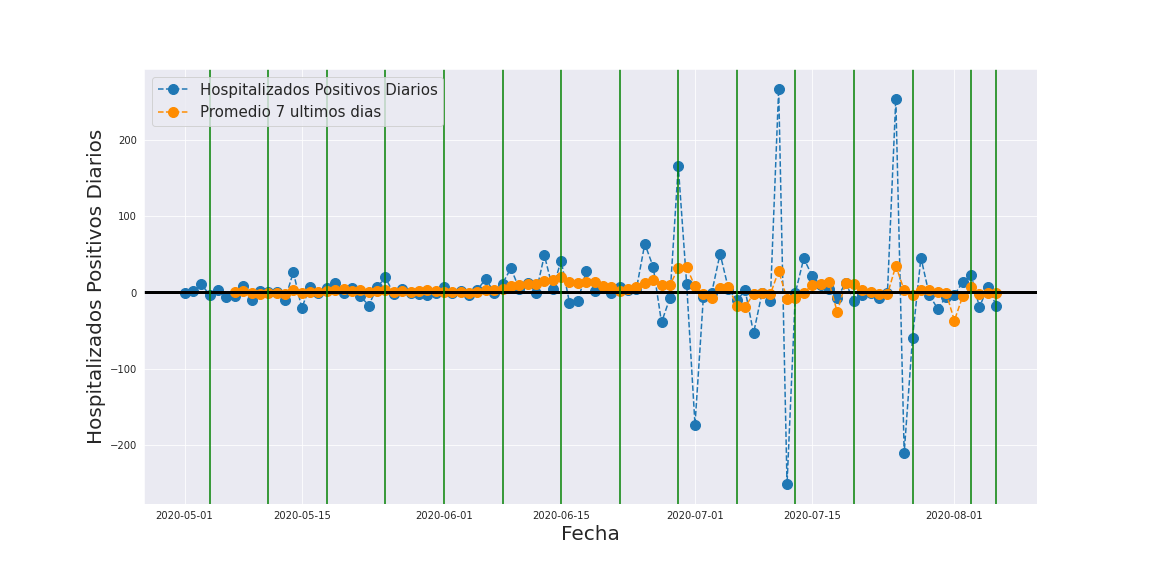 Hospitalizados Positivos Diarios
Promedio 7 ultimos dias
Hospitalizados Positivos Diarios
200
100
0
−100
−200
2020-05-01 2020-05-15 2020-06-01 2020-06-15 2020-07-01 2020-07-15 2020-08-01
Fecha